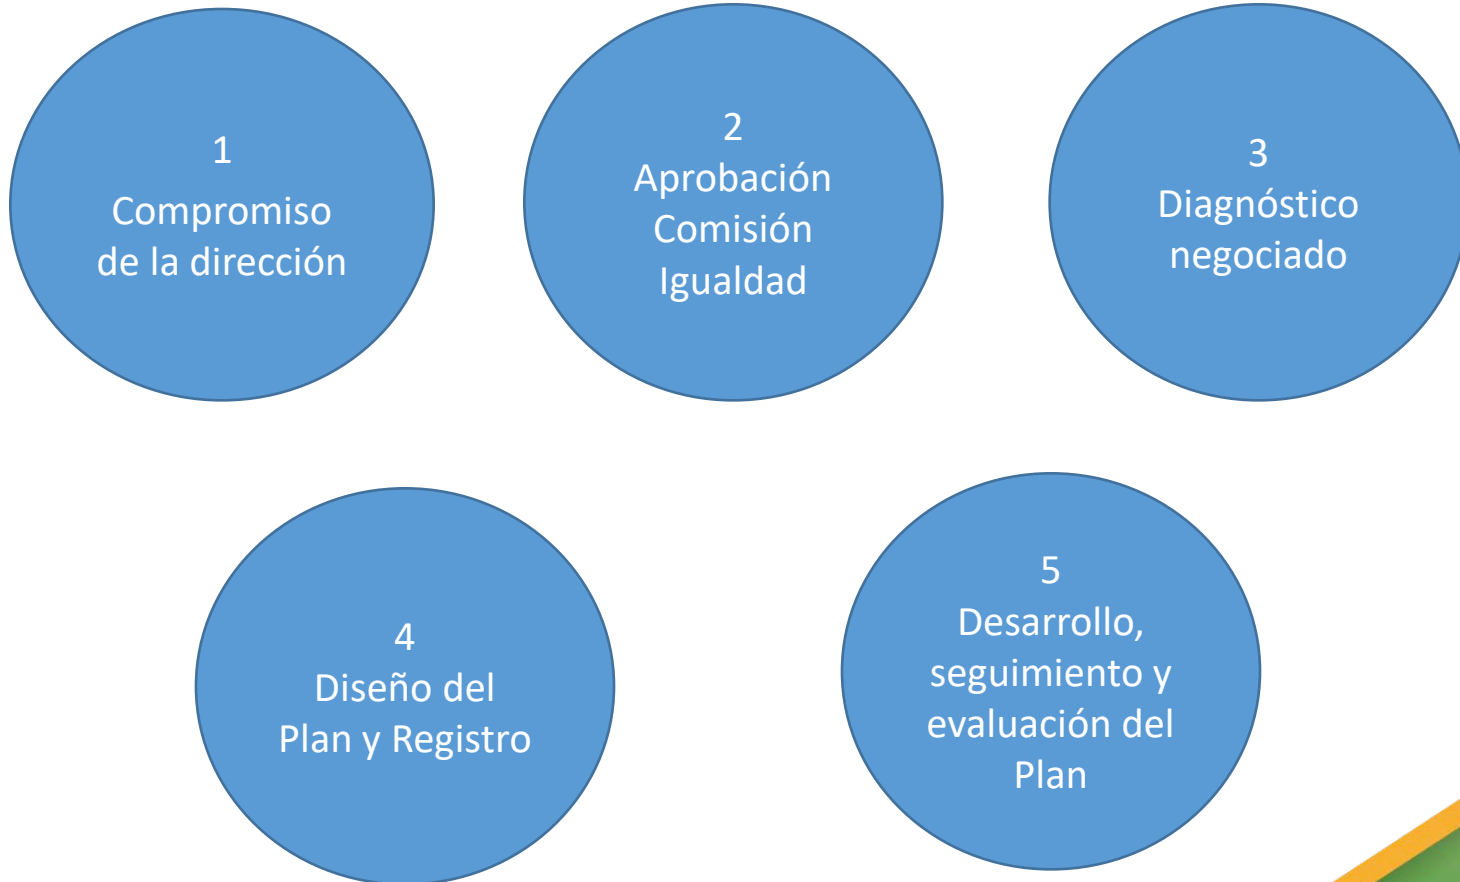 1
Compromiso
de la dirección
2
Aprobación
Comisión
Igualdad
3
Diagnóstico
negociado
4
Diseño del
Plan y Registro
5
Desarrollo,
seguimiento y
evaluación del
Plan